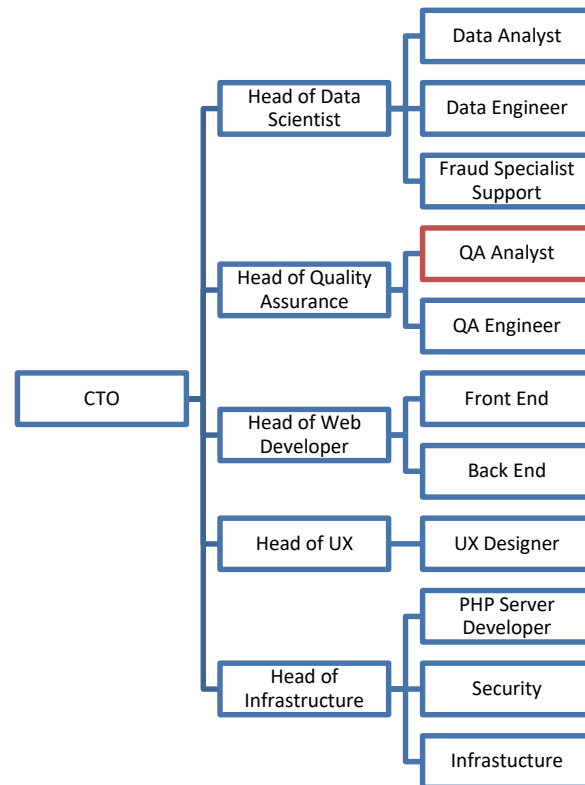 Data Analyst
Head of Data
Scientist
Data Engineer
Fraud Specialist
Support
QA Analyst
Head of Quality
Assurance
QA Engineer
CTO
Front End
Head of Web
Developer
Back End
Head of UX
UX Designer
PHP Server
Developer
Head of
Infrastructure
Security
Infrastucture